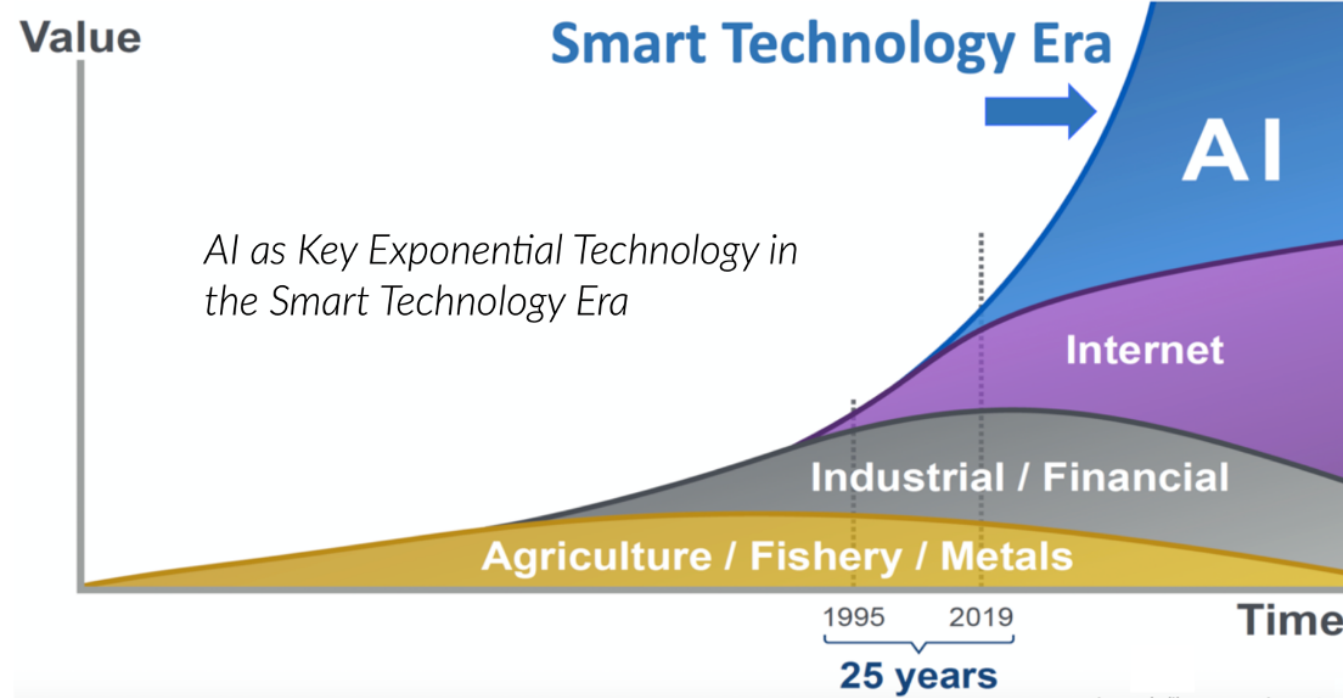 Value
Smart Technology Era
AI
AI as Key Exponential Technology in
the Smart Technology Era
Internet
Industrial / Financial
Agriculture / Fishery / Metals
1995 2019
Time
25 years